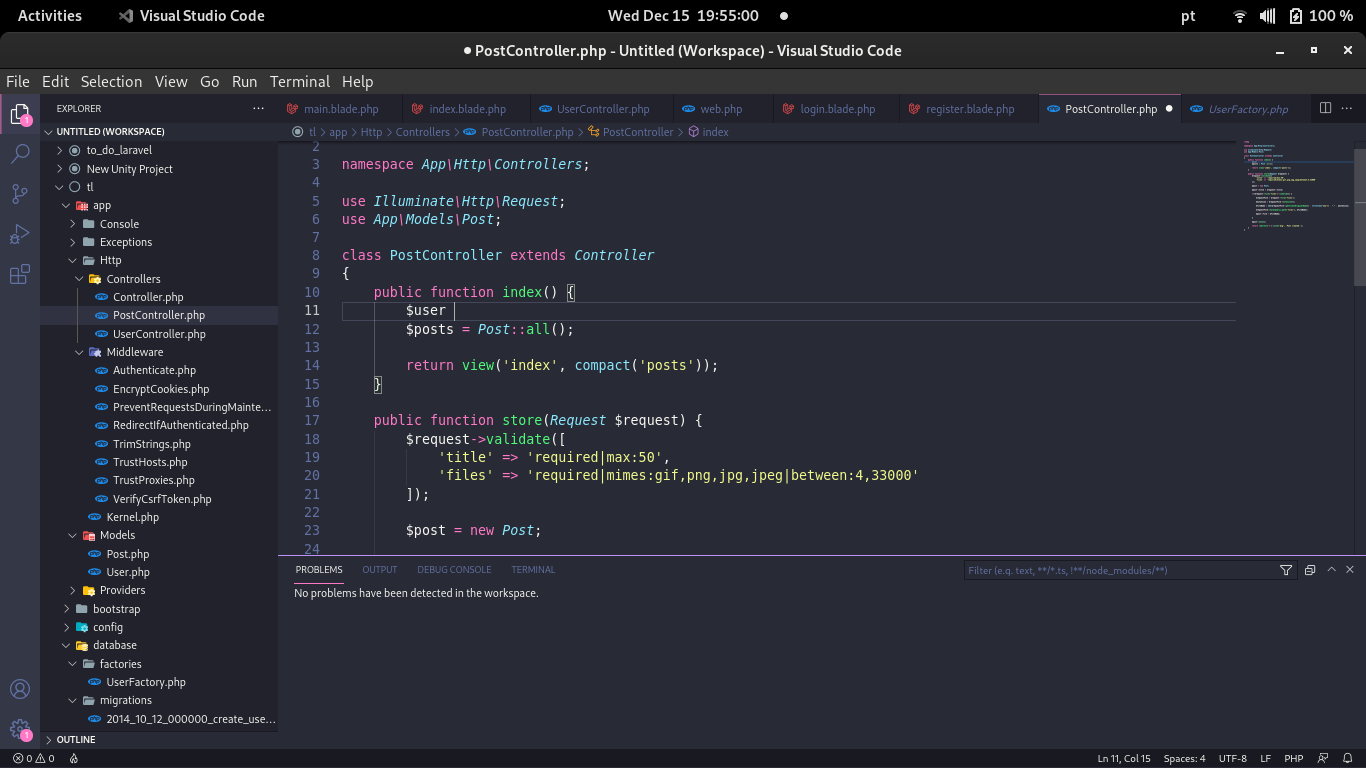 Activities
Visual Studio Code
Wed Dec 15 19:55:00
pt
100 %
● PostController.php - Untitled (Workspace) - Visual Studio Code
File Edit Selection View Go Run Terminal Help
EXPLORER
main.blade.php
index.blade.php
UserController.php
web.php
login.blade.php
register.blade.php
PostController.php
UserFactory.php
tl > app > Http > Controllers > PostController.php > PostController > index
UNTITLED (WORKSPACE)
to_do_laravel
New Unity Project
tl
app
Console
Exceptions
Http
Controllers
Controller.php
PostController.php
UserController.php
Middleware
Authenticate.php
EncryptCookies.php
PreventRequestsDuringMainte...
RedirectIfAuthenticated.php
TrimStrings.php
TrustHosts.php
TrustProxies.php
VerifyCsrfToken.php
Kernel.php
Models
Post.php
User.php
Providers
bootstrap
config
database
factories
UserFactory.php
migrations
2014_10_12_000000_create_use...
OUTLINE
1
1
2
3 namespace App\Http\Controllers;
4
5 use Illuminate\Http\Request;
6 use App\Models\Post;
7
8 class PostController extends Controller
9 {
10     public function index() {
11         $user
12         $posts = Post::all();
13
14         return view('index', compact('posts'));
15     }
16
17     public function store(Request $request) {
18         $request->validate([
19             'title' => 'required|max:50',
20             'files' => 'required|mimes:gif,png,jpg,jpeg|between:4,33000'
21         ]);
22
23         $post = new Post;
24
PROBLEMS OUTPUT DEBUG CONSOLE TERMINAL
Filter (e.g. text, **/*.ts, !**/node_modules/**)
No problems have been detected in the workspace.
0 0
Ln 11, Col 15 Spaces: 4 UTF-8 LF PHP